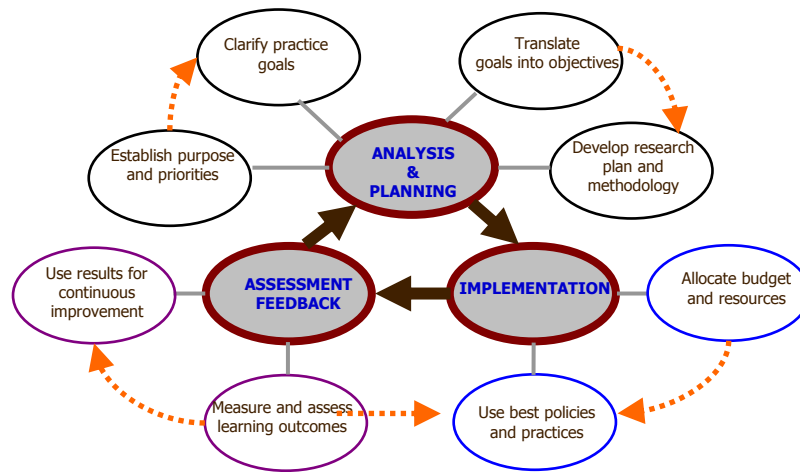 Clarify practice
goals
Translate
goals into objectives
Establish purpose
and priorities
ANALYSIS
&
PLANNING
Develop research
plan and
methodology
Use results for
continuous
improvement
ASSESSMENT
FEEDBACK
IMPLEMENTATION
Allocate budget
and resources
Measure and assess
learning outcomes
Use best policies
and practices